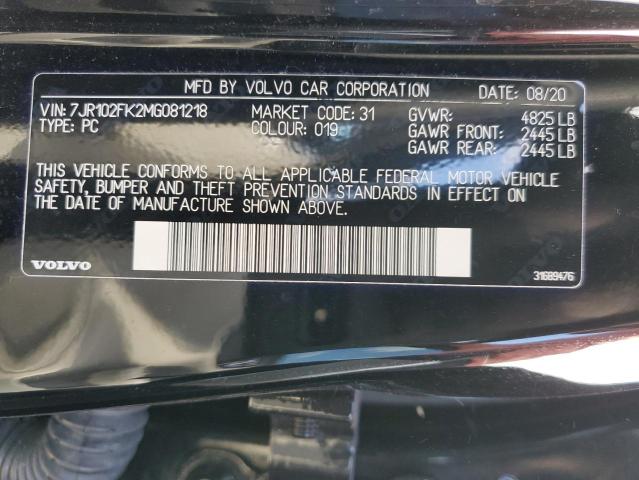 MFD BY VOLVO CAR CORPORATION DATE: 08/20
VIN: 7JR102FK2MG081218 MARKET CODE: 31 GVWR: 4825 LB
TYPE: PC COLOUR: 019 GAWR FRONT: 2445 LB
GAWR REAR: 2445 LB
THIS VEHICLE CONFORMS TO ALL APPLICABLE FEDERAL MOTOR VEHICLE
SAFETY, BUMPER AND THEFT PREVENTION STANDARDS IN EFFECT ON
THE DATE OF MANUFACTURE SHOWN ABOVE.
VOLVO 31689476